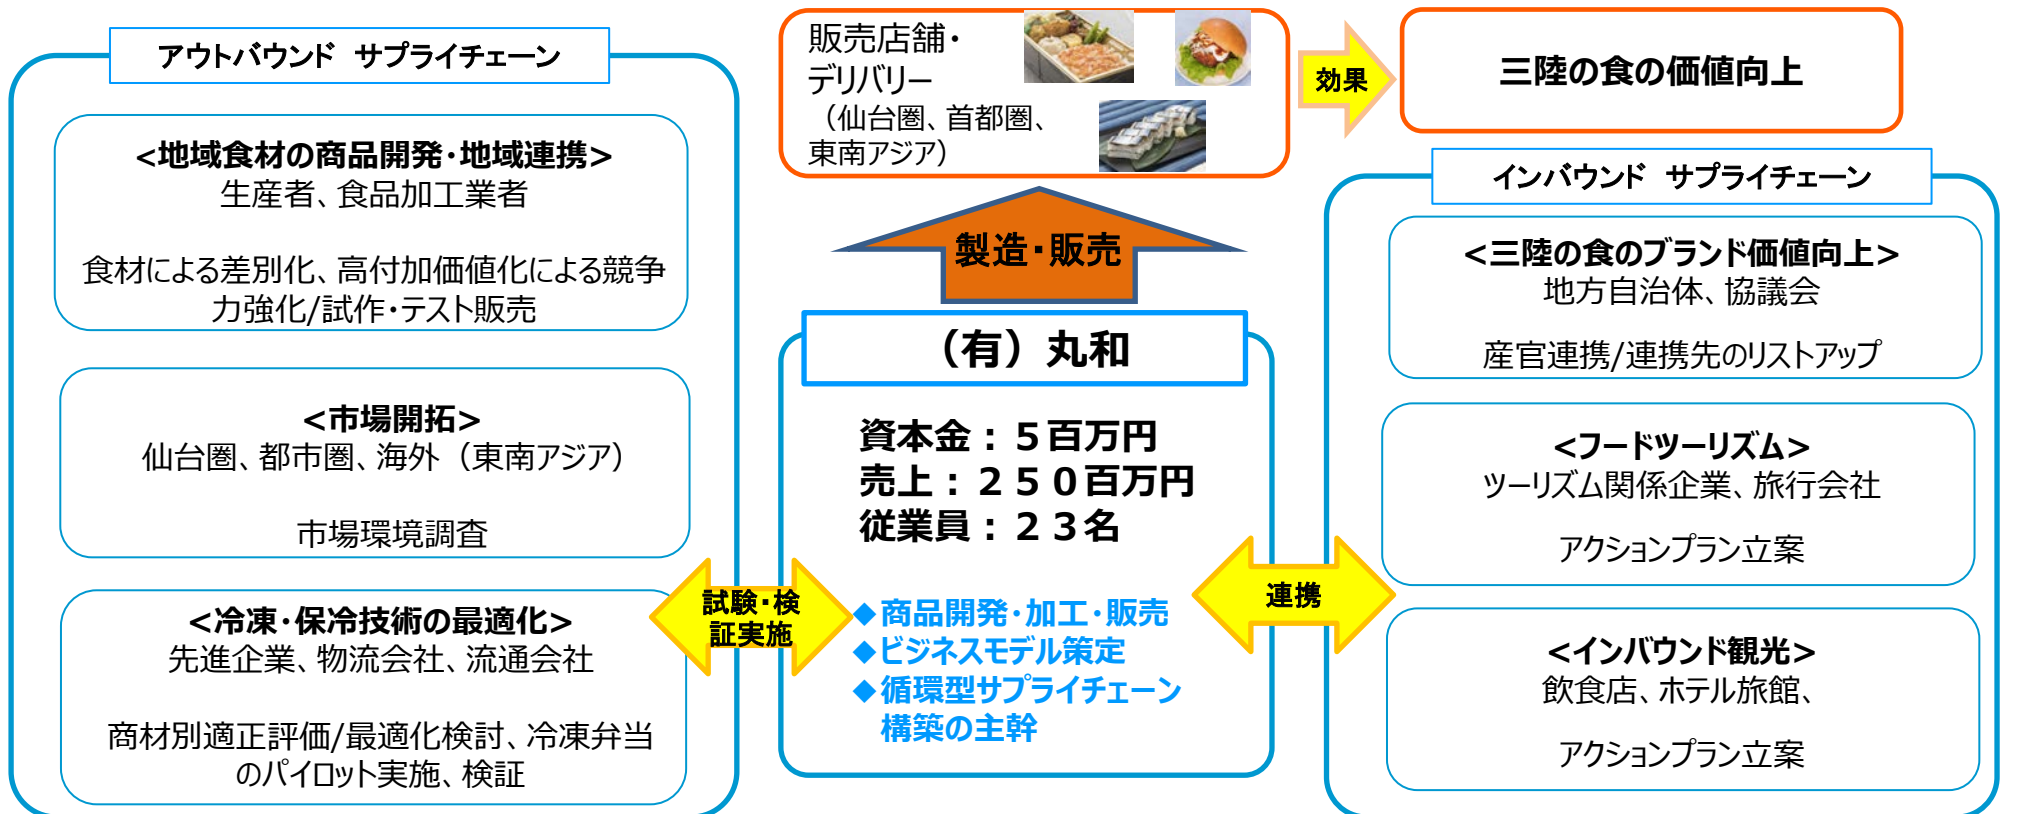 アウトバウンド　サプライチェーン
<地域食材の商品開発・地域連携>
生産者、食品加工業者
食材による差別化、高付加価値化による競争
力強化/試作・テスト販売
<市場開拓>
仙台圏、都市圏、海外（東南アジア）
市場環境調査
<冷凍・保冷技術の最適化>
先進企業、物流会社、流通会社
商材別適正評価/最適化検討、冷凍弁当
のパイロット実施、検証
試験・検
証実施
販売店舗・
デリバリー
（仙台圏、首都圏、
東南アジア）
製造・販売
（有）丸和
資本金：５百万円
売上：２５０百万円
従業員：２３名
◆商品開発・加工・販売
◆ビジネスモデル策定
◆循環型サプライチェーン
構築の主幹
効果
三陸の食の価値向上
連携
インバウンド　サプライチェーン
<三陸の食のブランド価値向上>
地方自治体、協議会
産官連携/連携先のリストアップ
<フードツーリズム>
ツーリズム関係企業、旅行会社
アクションプラン立案
<インバウンド観光>
飲食店、ホテル旅館、
アクションプラン立案